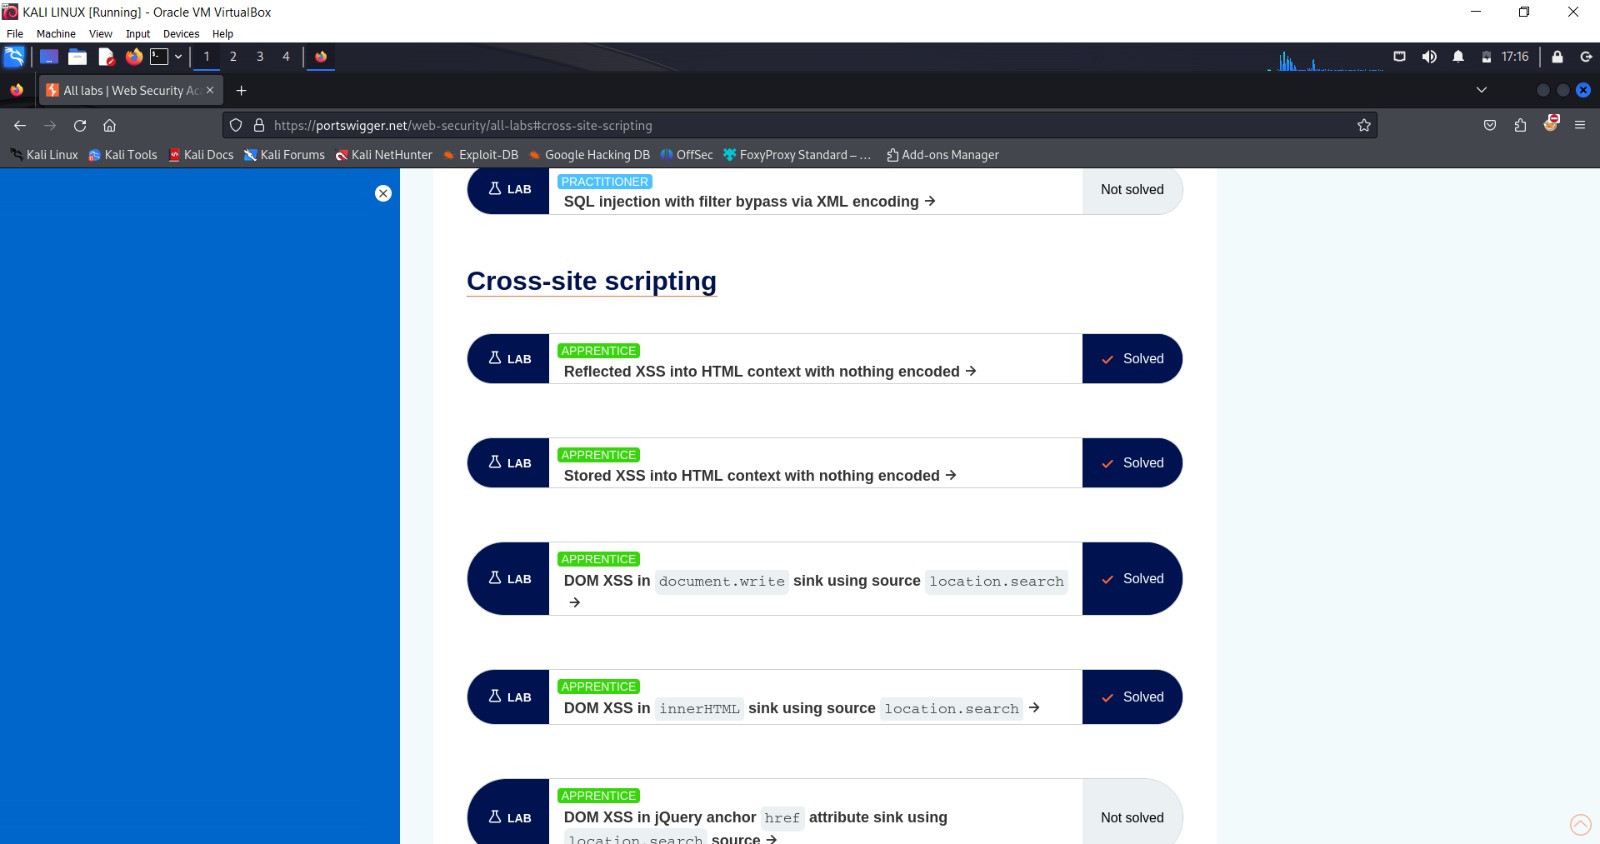 KALI LINUX [Running] - Oracle VM VirtualBox
File Machine View Input Devices Help
1 2 3 4 17:16
All labs | Web Security Ac
https://portswigger.net/web-security/all-labs#cross-site-scripting
Kali Linux Kali Tools Kali Docs Kali Forums Kali NetHunter Exploit-DB Google Hacking DB OffSec FoxyProxy Standard – ... Add-ons Manager
PRACTITIONER
LAB SQL injection with filter bypass via XML encoding → Not solved
Cross-site scripting
APPRENTICE
LAB Reflected XSS into HTML context with nothing encoded → Solved
APPRENTICE
LAB Stored XSS into HTML context with nothing encoded → Solved
APPRENTICE
LAB DOM XSS in document.write sink using source location.search Solved
→
APPRENTICE
LAB DOM XSS in innerHTML sink using source location.search → Solved
APPRENTICE
LAB DOM XSS in jQuery anchor href attribute sink using Not solved
location.search source →